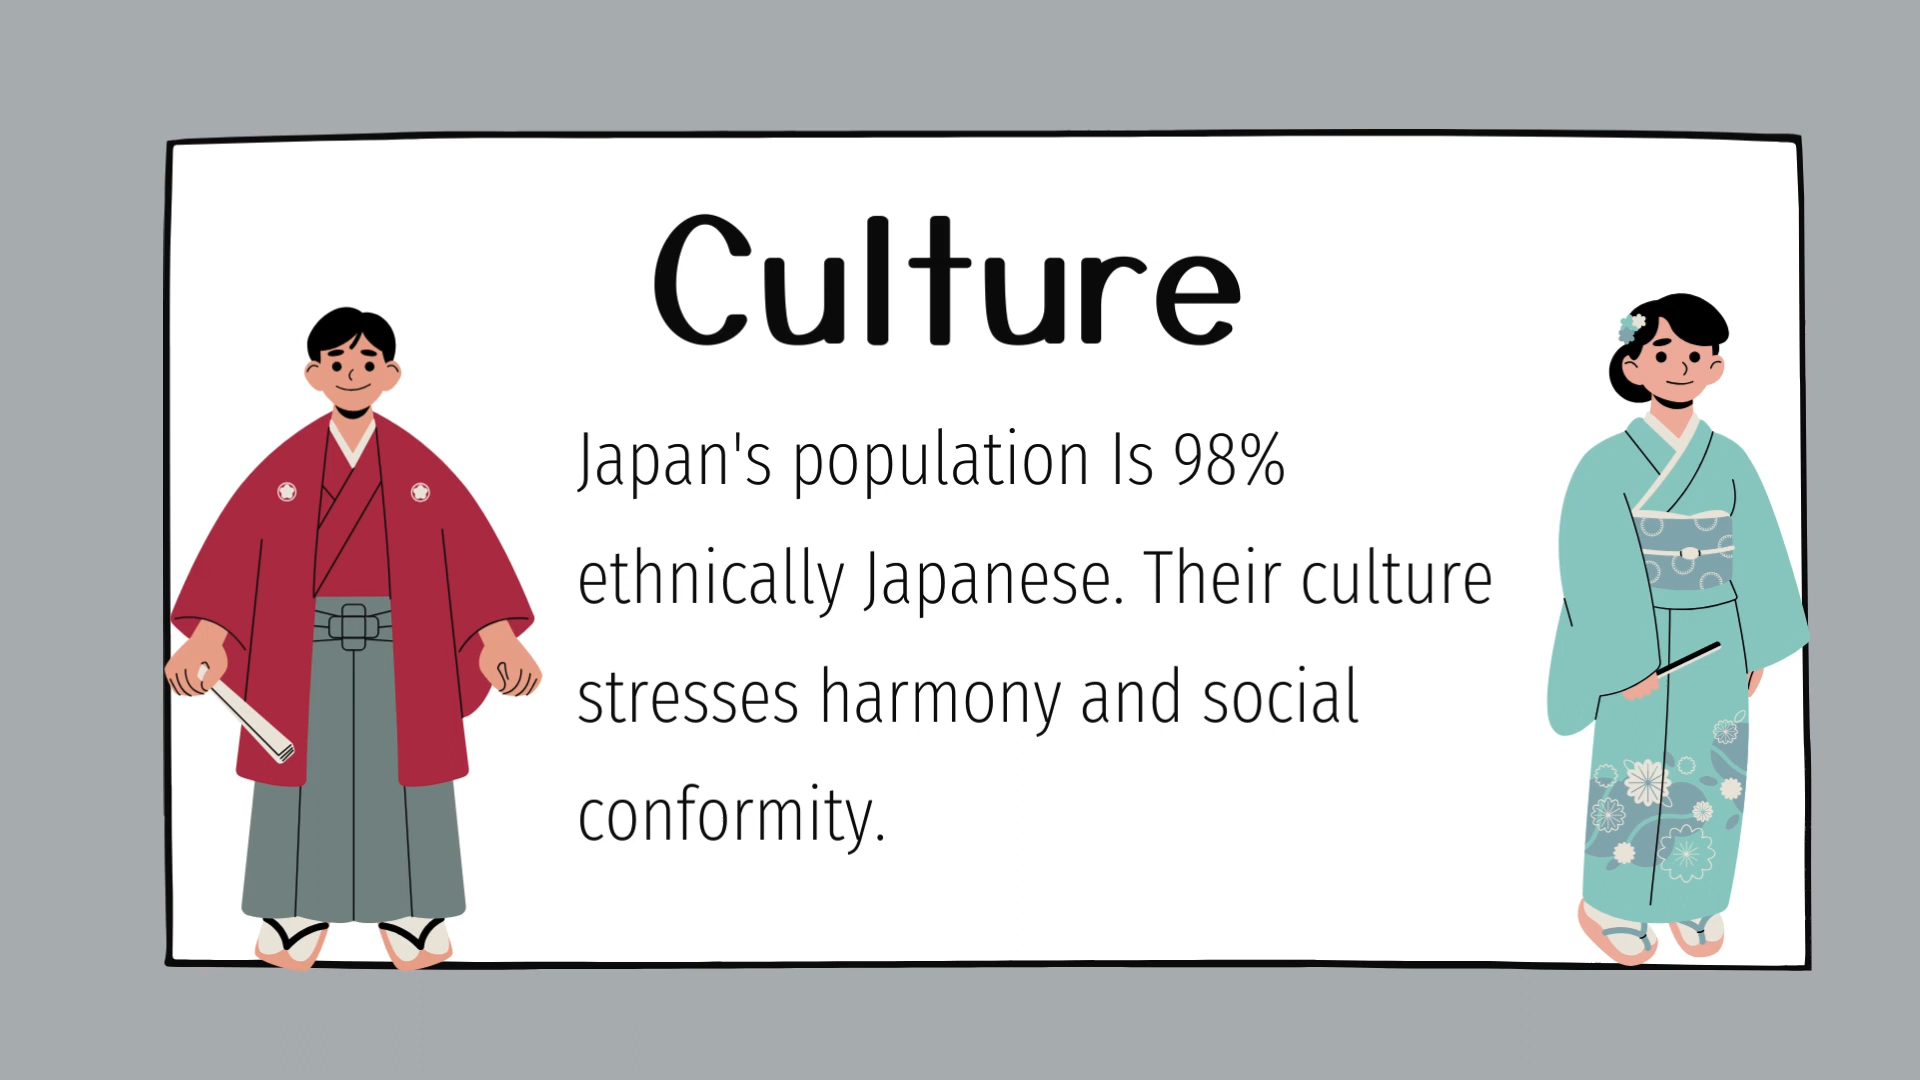 Culture
Japan's population Is 98%
ethnically Japanese. Their culture
stresses harmony and social
conformity.